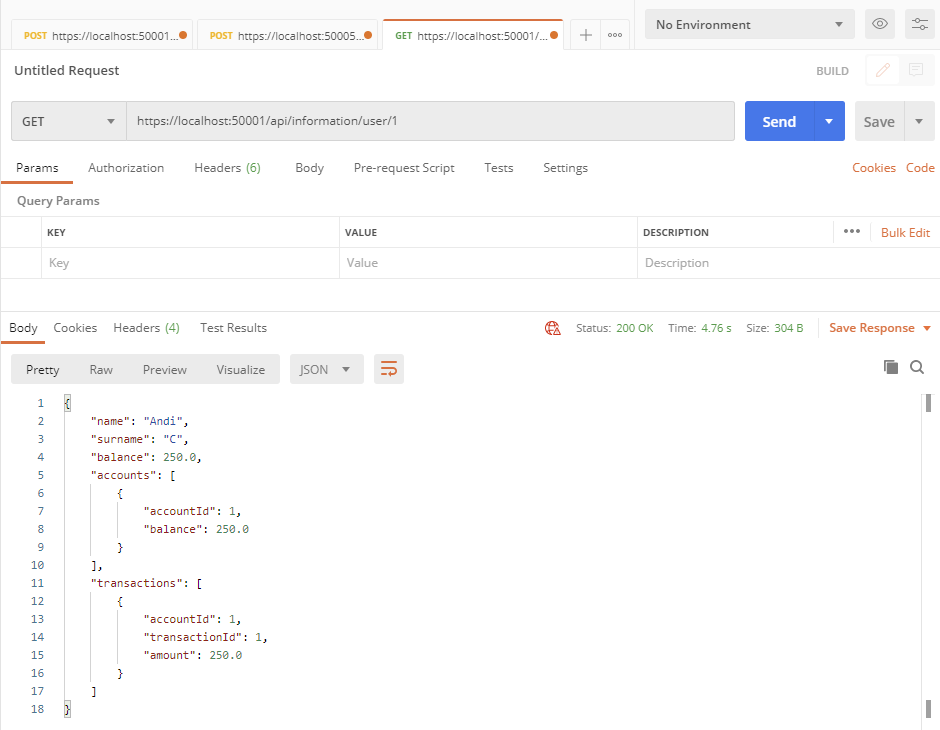 POST https://localhost:50001... POST https://localhost:50005... GET https://localhost:50001/... No Environment
Untitled Request BUILD
GET https://localhost:50001/api/information/user/1 Send Save
Params Authorization Headers (6) Body Pre-request Script Tests Settings Cookies Code
Query Params
KEY VALUE DESCRIPTION ••• Bulk Edit
Key Value Description
Body Cookies Headers (4) Test Results Status: 200 OK Time: 4.76 s Size: 304 B Save Response
Pretty Raw Preview Visualize JSON
1 {
2 "name": "Andi",
3 "surname": "C",
4 "balance": 250.0,
5 "accounts": [
6 {
7 "accountId": 1,
8 "balance": 250.0
9 }
10 ],
11 "transactions": [
12 {
13 "accountId": 1,
14 "transactionId": 1,
15 "amount": 250.0
16 }
17 ]
18 }